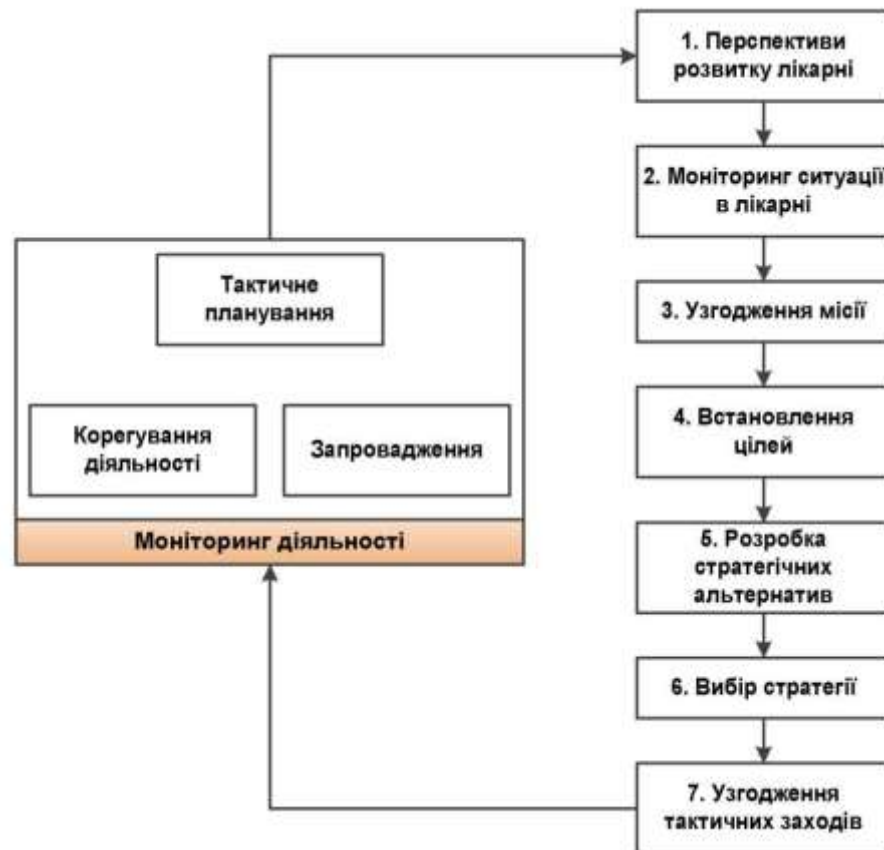 1. Перспективи
розвитку лікарні
2. Моніторинг ситуації
в лікарні
3. Узгодження місії
4. Встановлення
цілей
5. Розробка
стратегічних
альтернатив
6. Вибір стратегії
7. Узгодження
тактичних заходів
Тактичне
планування
Корегування
діяльності
Запровадження
Моніторинг діяльності